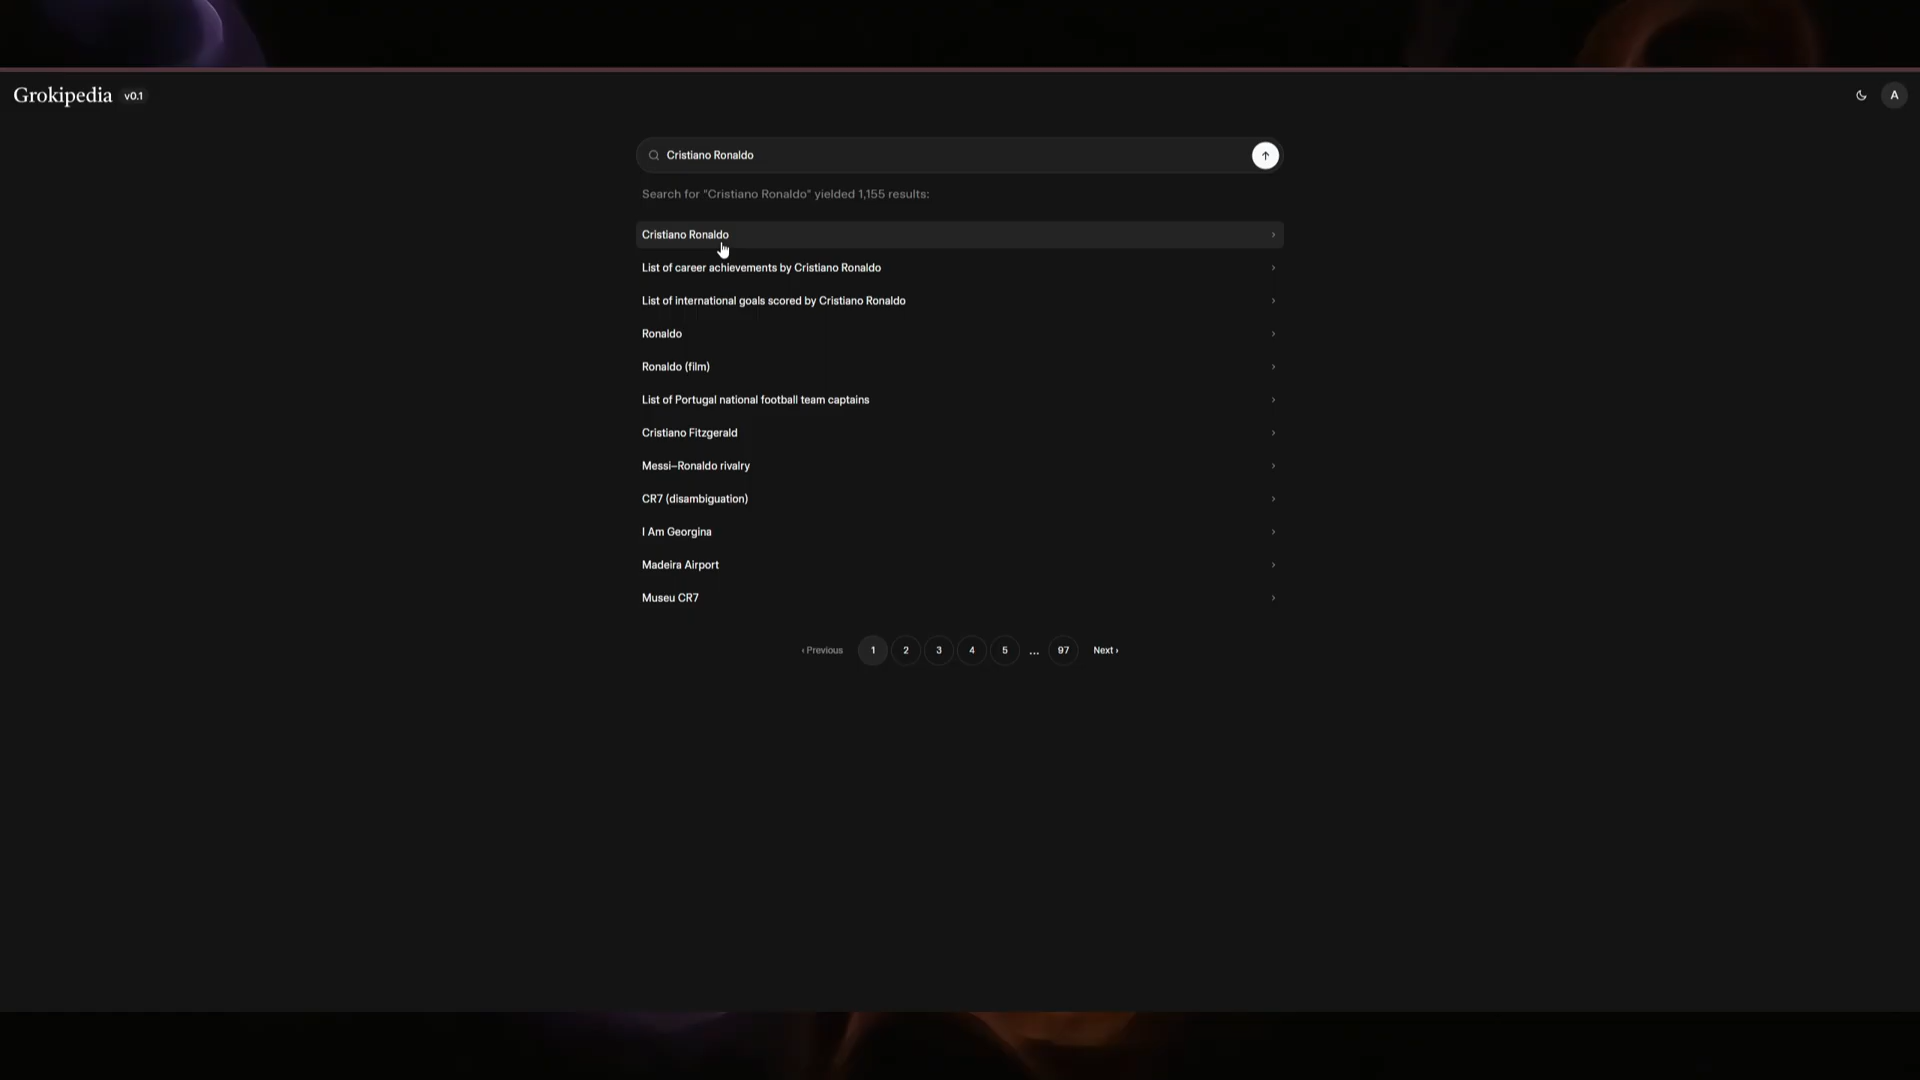 Grokipedia v0.1
A
Cristiano Ronaldo
Search for "Cristiano Ronaldo" yielded 1,155 results:
Cristiano Ronaldo
List of career achievements by Cristiano Ronaldo
List of international goals scored by Cristiano Ronaldo
Ronaldo
Ronaldo (film)
List of Portugal national football team captains
Cristiano Fitzgerald
Messi–Ronaldo rivalry
CR7 (disambiguation)
I Am Georgina
Madeira Airport
Museu CR7
‹ Previous 1 2 3 4 5 ... 97 Next ›